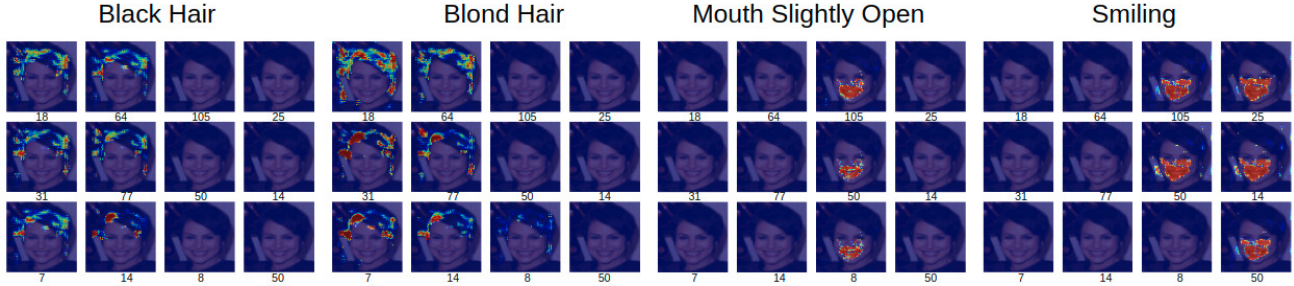 Black Hair Blond Hair Mouth Slightly Open Smiling
18 64 105 25 18 64 105 25 18 64 105 25 18 64 105 25
31 77 50 14 31 77 50 14 31 77 50 14 31 77 50 14
7 14 8 50 7 14 8 50 7 14 8 50 7 14 8 50